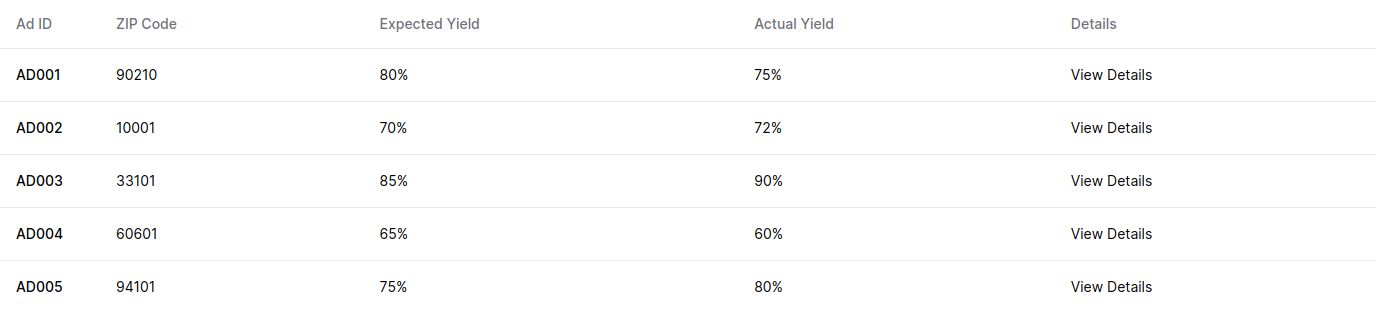 Ad ID ZIP Code Expected Yield Actual Yield Details
AD001 90210 80% 75% View Details
AD002 10001 70% 72% View Details
AD003 33101 85% 90% View Details
AD004 60601 65% 60% View Details
AD005 94101 75% 80% View Details